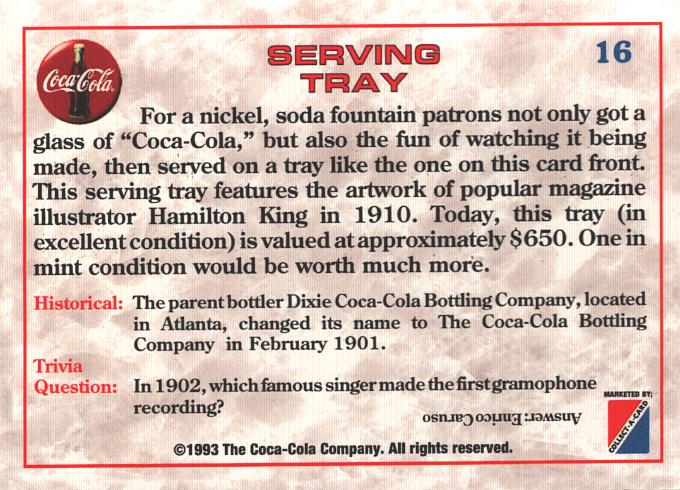 Coca-Cola
SERVING
TRAY
16
For a nickel, soda fountain patrons not only got a
glass of “Coca-Cola,” but also the fun of watching it being
made, then served on a tray like the one on this card front.
This serving tray features the artwork of popular magazine
illustrator Hamilton King in 1910. Today, this tray (in
excellent condition) is valued at approximately $650. One in
mint condition would be worth much more.
Historical: The parent bottler Dixie Coca-Cola Bottling Company, located
in Atlanta, changed its name to The Coca-Cola Bottling
Company in February 1901.
Trivia
Question: In 1902, which famous singer made the first gramophone
recording?
Answer: Enrico Caruso
MARKETED BY;
COLLECT-A-CARD
©1993 The Coca-Cola Company. All rights reserved.